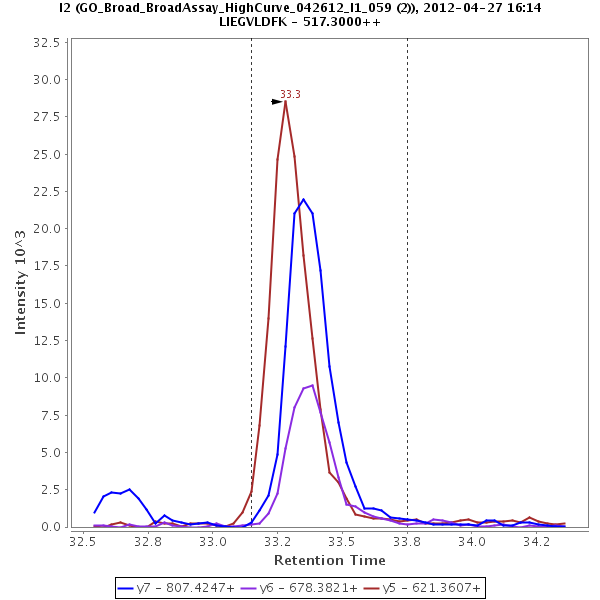 I2 (GO_Broad_BroadAssay_HighCurve_042612_I1_059 (2)), 2012-04-27 16:14
LIEGVLDFK - 517.3000++
33.3
32.5
30.0
27.5
25.0
22.5
20.0
17.5
15.0
12.5
10.0
7.5
5.0
2.5
0.0
Intensity 10^3
32.5 32.8 33.0 33.2 33.5 33.8 34.0 34.2
Retention Time
y7 - 807.4247+ y6 - 678.3821+ y5 - 621.3607+